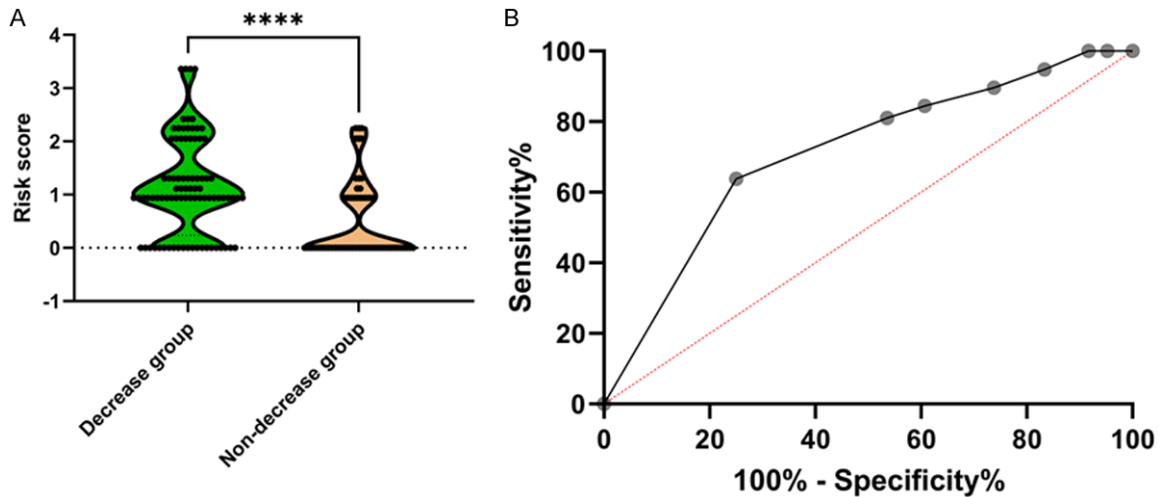 A
****
4
3
2
1
0
-1
Risk score
Decrease group
Non-decrease group
B
100
80
60
40
20
0
Sensitivity%
0 20 40 60 80 100
100% - Specificity%